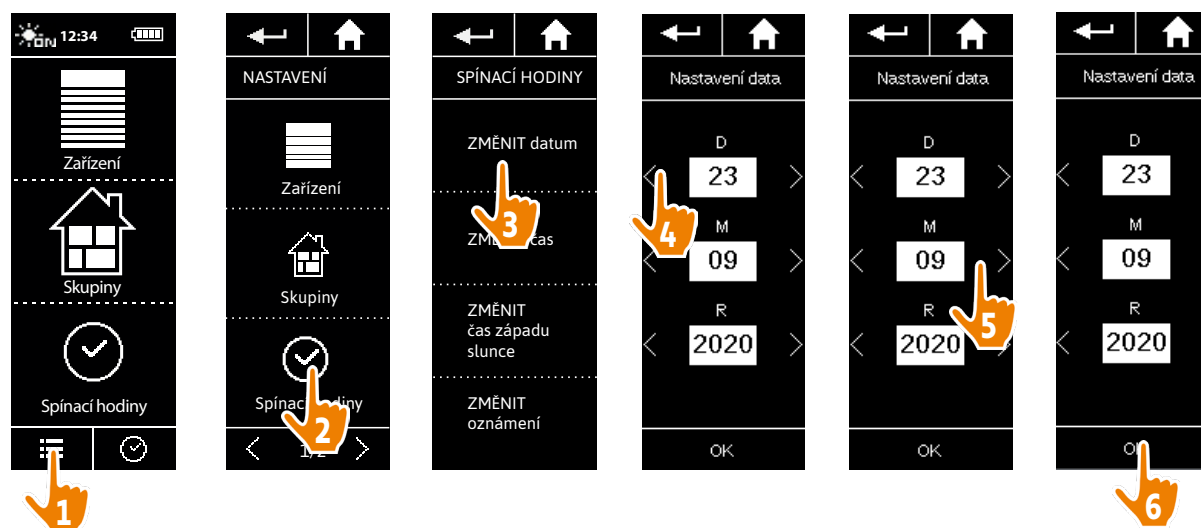 ON 12:34
Zařízení
Skupiny
Spínací hodiny
1
NASTAVENÍ
Zařízení
Skupiny
2
SPÍNACÍ HODINY
ZMĚNIT datum
3
čas
ZMĚNIT
čas západu
slunce
ZMĚNIT
oznámení
Nastavení data
D
23
4
M
09
R
2020
OK
Nastavení data
D
23
M
09
R
5
2020
OK
Nastavení data
D
23
M
09
R
2020
6